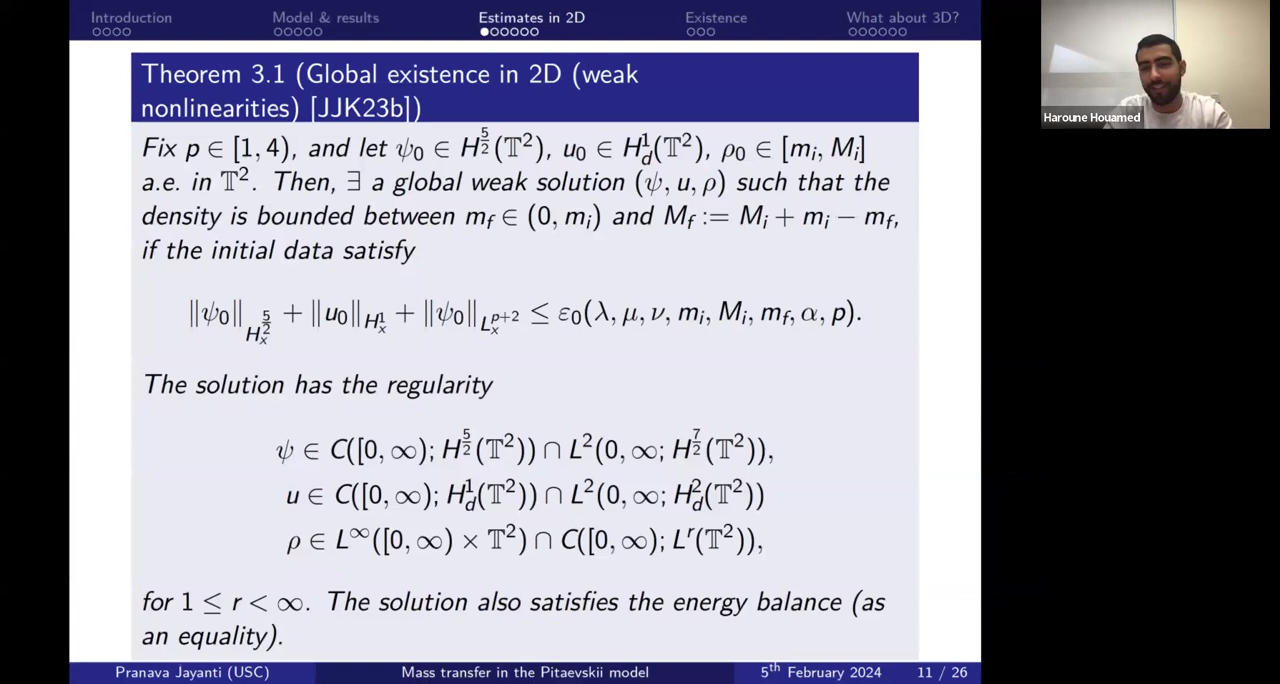 Introduction Model & results Estimates in 2D Existence What about 3D?
Theorem 3.1 (Global existence in 2D (weak
nonlinearities) [JJK23b])
Fix p ∈ [1, 4), and let ψ₀ ∈ H^{5/2}(𝕋²), u₀ ∈ H^1_d(𝕋²), ρ₀ ∈ [m_i, M_i]
a.e. in 𝕋². Then, ∃ a global weak solution (ψ, u, ρ) such that the
density is bounded between m_f ∈ (0, m_i) and M_f := M_i + m_i − m_f,
if the initial data satisfy
‖ψ₀‖_{H^{5/2}_x} + ‖u₀‖_{H^1_x} + ‖ψ₀‖_{L^{p+2}_x} ≤ ε₀(λ, μ, ν, m_i, M_i, m_f, α, p).
The solution has the regularity
ψ ∈ C([0, ∞); H^{5/2}(𝕋²)) ∩ L²(0, ∞; H^{7/2}(𝕋²)),
u ∈ C([0, ∞); H^1_d(𝕋²)) ∩ L²(0, ∞; H^2_d(𝕋²))
ρ ∈ L^∞([0, ∞) × 𝕋²) ∩ C([0, ∞); L^r(𝕋²)),
for 1 ≤ r < ∞. The solution also satisfies the energy balance (as
an equality).
Pranava Jayanti (USC) Mass transfer in the Pitaevskii model 5th February 2024 11 / 26
Haroune Houamed